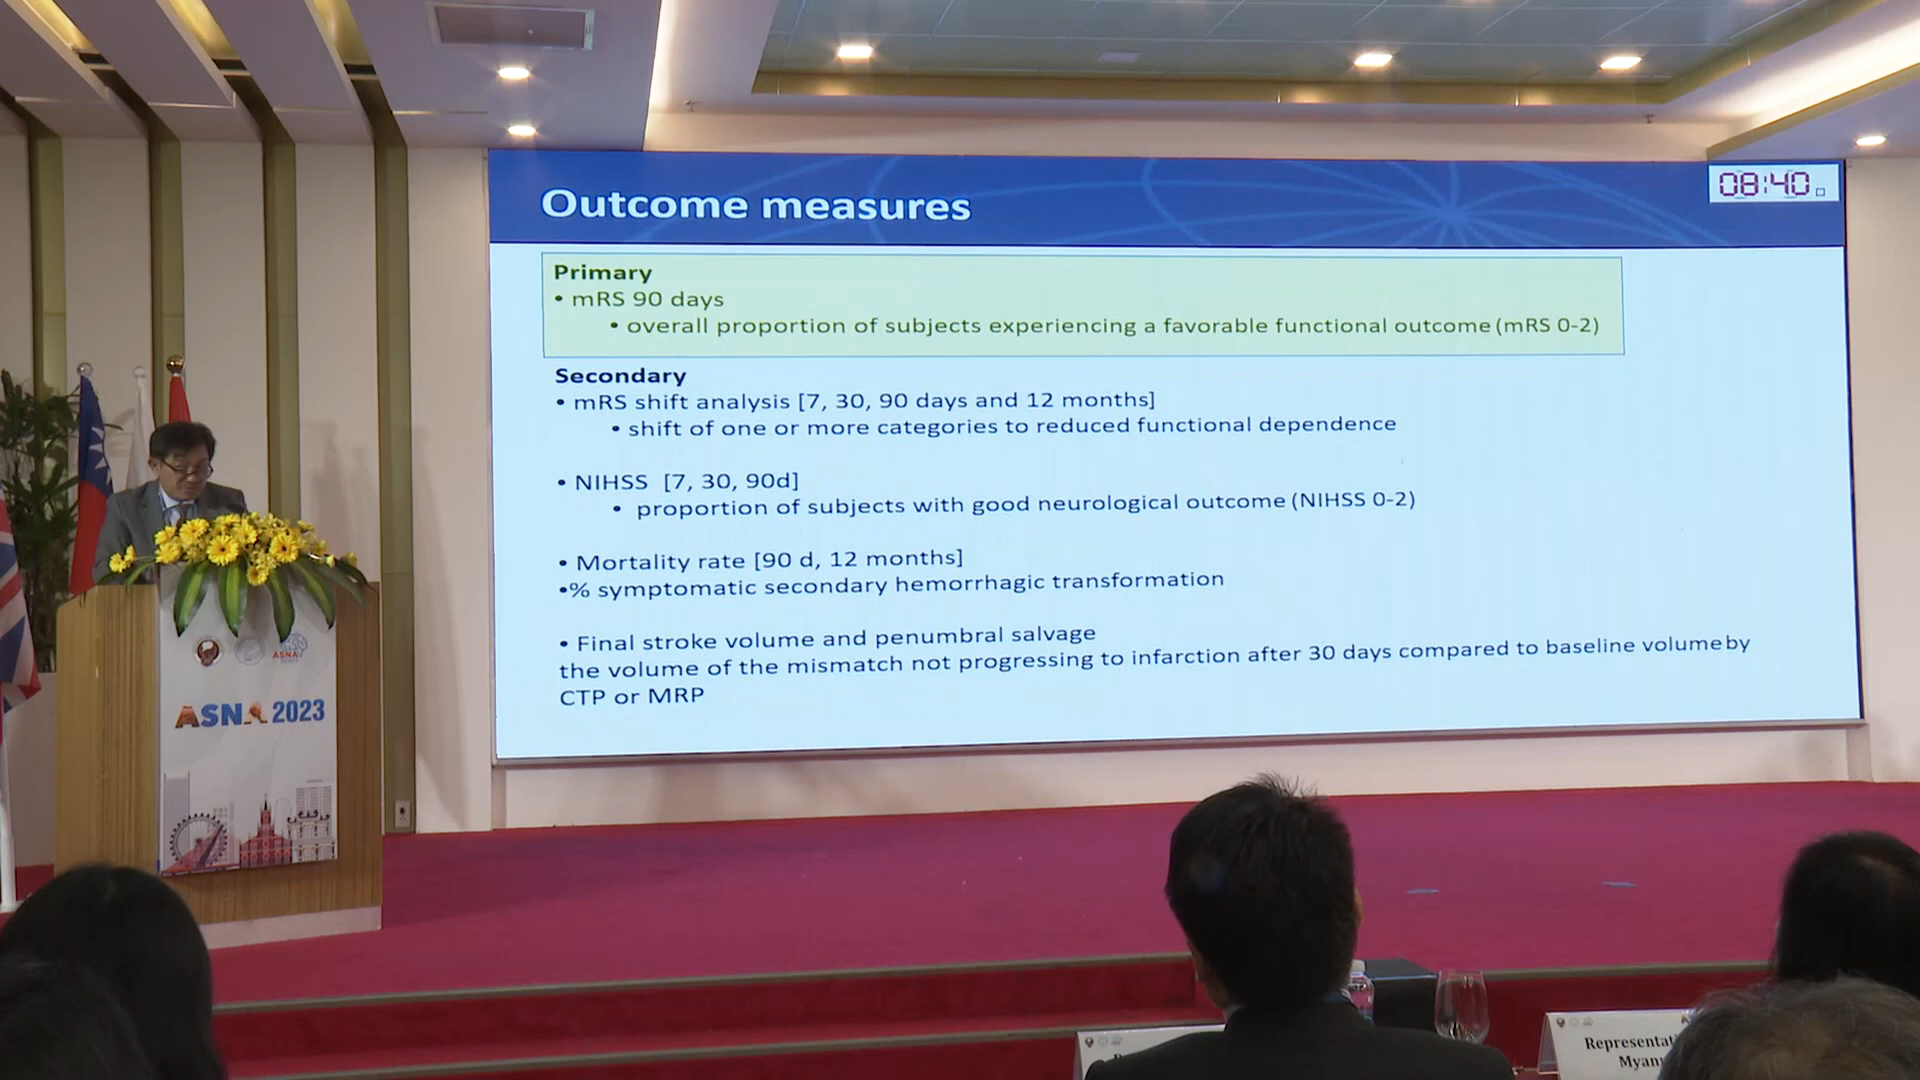 Outcome measures
08:40
Primary
• mRS 90 days
• overall proportion of subjects experiencing a favorable functional outcome (mRS 0-2)
Secondary
• mRS shift analysis [7, 30, 90 days and 12 months]
• shift of one or more categories to reduced functional dependence
• NIHSS [7, 30, 90d]
• proportion of subjects with good neurological outcome (NIHSS 0-2)
• Mortality rate [90 d, 12 months]
•% symptomatic secondary hemorrhagic transformation
• Final stroke volume and penumbral salvage
the volume of the mismatch not progressing to infarction after 30 days compared to baseline volume by
CTP or MRP
ASNA
ASNA 2023